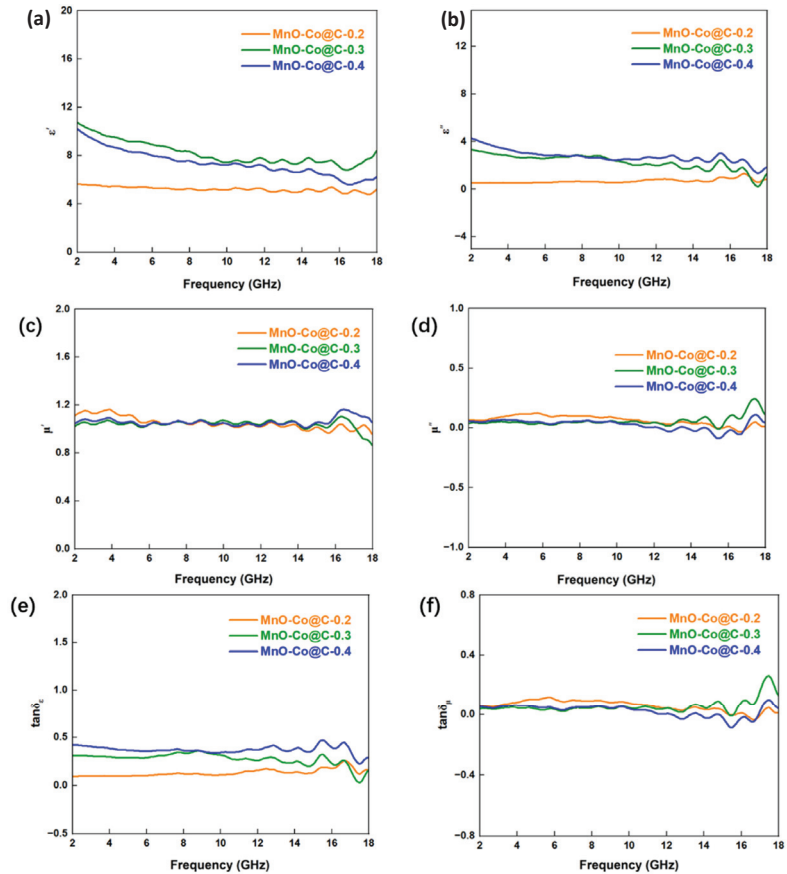 (a)
MnO-Co@C-0.2
MnO-Co@C-0.3
MnO-Co@C-0.4
20
16
12
8
4
0
ε'
2 4 6 8 10 12 14 16 18
Frequency (GHz)
(b)
MnO-Co@C-0.2
MnO-Co@C-0.3
MnO-Co@C-0.4
12
8
4
0
−4
ε''
2 4 6 8 10 12 14 16 18
Frequency (GHz)
(c)
MnO-Co@C-0.2
MnO-Co@C-0.3
MnO-Co@C-0.4
2.0
1.6
1.2
0.8
0.4
0.0
μ'
2 4 6 8 10 12 14 16 18
Frequency (GHz)
(d)
MnO-Co@C-0.2
MnO-Co@C-0.3
MnO-Co@C-0.4
1.0
0.5
0.0
−0.5
−1.0
μ''
2 4 6 8 10 12 14 16 18
Frequency (GHz)
(e)
MnO-Co@C-0.2
MnO-Co@C-0.3
MnO-Co@C-0.4
2.0
1.5
1.0
0.5
0.0
−0.5
tanδε
2 4 6 8 10 12 14 16 18
Frequency (GHz)
(f)
MnO-Co@C-0.2
MnO-Co@C-0.3
MnO-Co@C-0.4
0.8
0.4
0.0
−0.4
−0.8
tanδμ
2 4 6 8 10 12 14 16 18
Frequency (GHz)